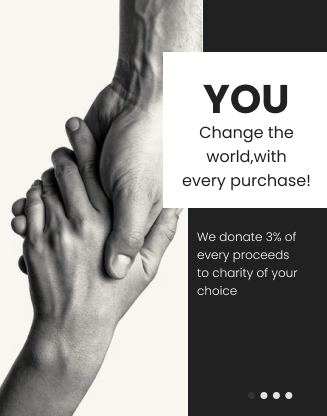 YOU
Change the
world,with
every purchase!
We donate 3% of
every proceeds
to charity of your
choice